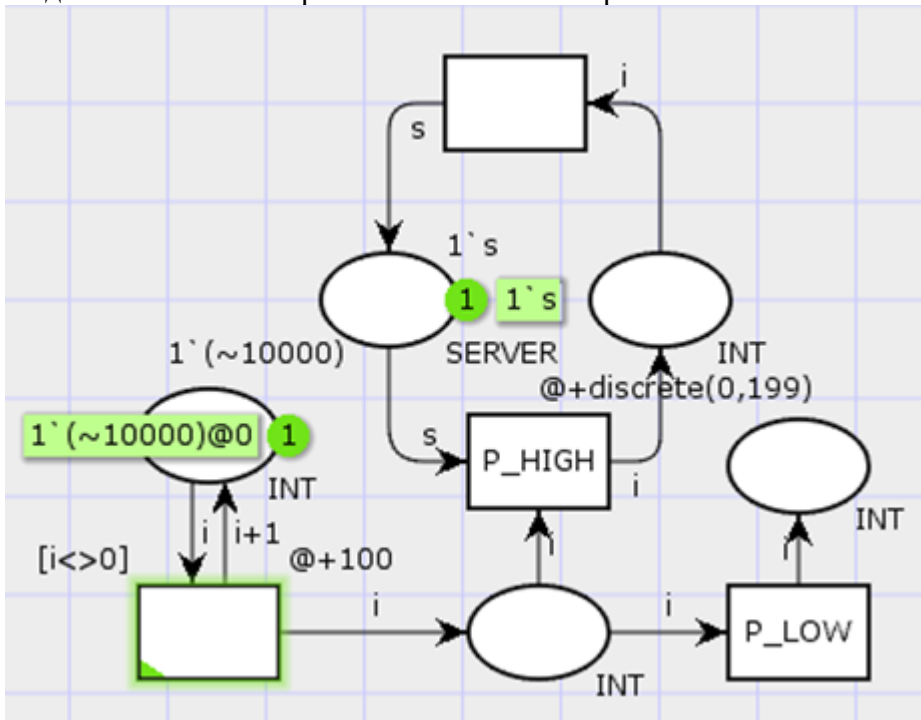 i
s
1`s
1 1`s
1`(~10000)
SERVER
INT
@+discrete(0,199)
1`(~10000)@0 1
s
P_HIGH
i
INT
INT
i
i+1
[i<>0]
@+100
i
i
i
i
P_LOW
INT